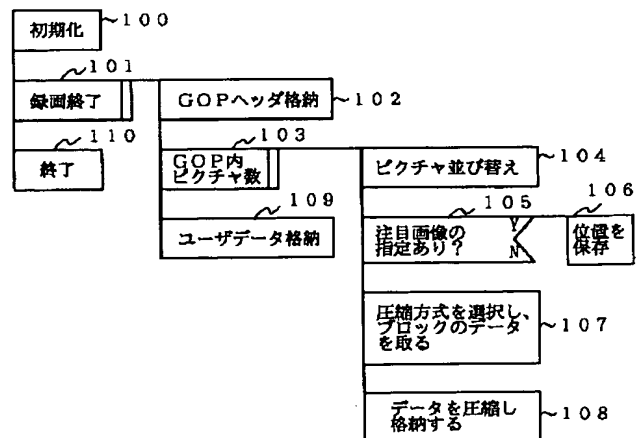 初期化
~100
101
録画終了
GOPヘッダ格納
~102
110
終了
103
GOP内
ピクチャ数
ピクチャ並び替え
~104
109
ユーザデータ格納
105
106
注目画像の
指定あり?
Y
N
位置を
保存
圧縮方式を選択し、
ブロックのデータ
を取る
~107
データを圧縮し
格納する
~108